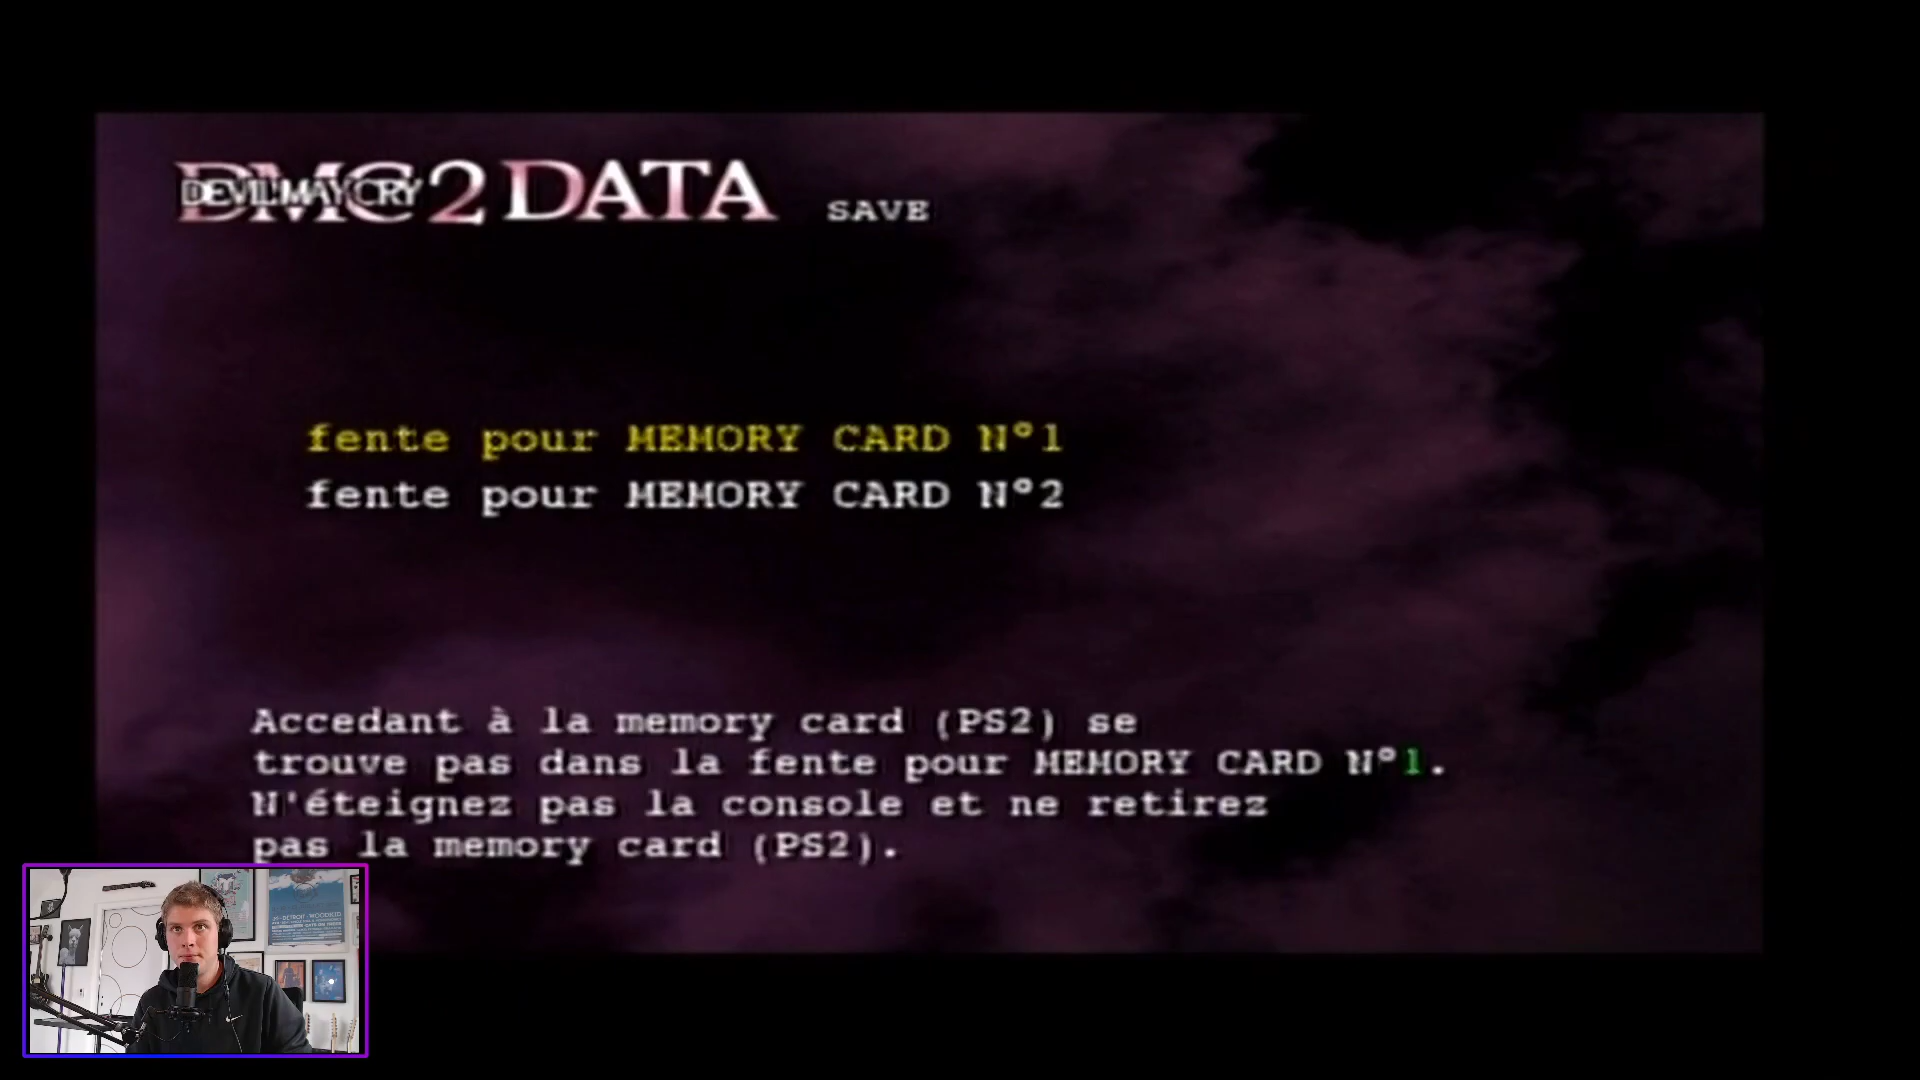 DMC2 DATA SAVE
DEVIL MAY CRY
fente pour MEMORY CARD N°1
fente pour MEMORY CARD N°2
Accedant à la memory card (PS2) se
trouve pas dans la fente pour MEMORY CARD N°1.
N'éteignez pas la console et ne retirez
pas la memory card (PS2).